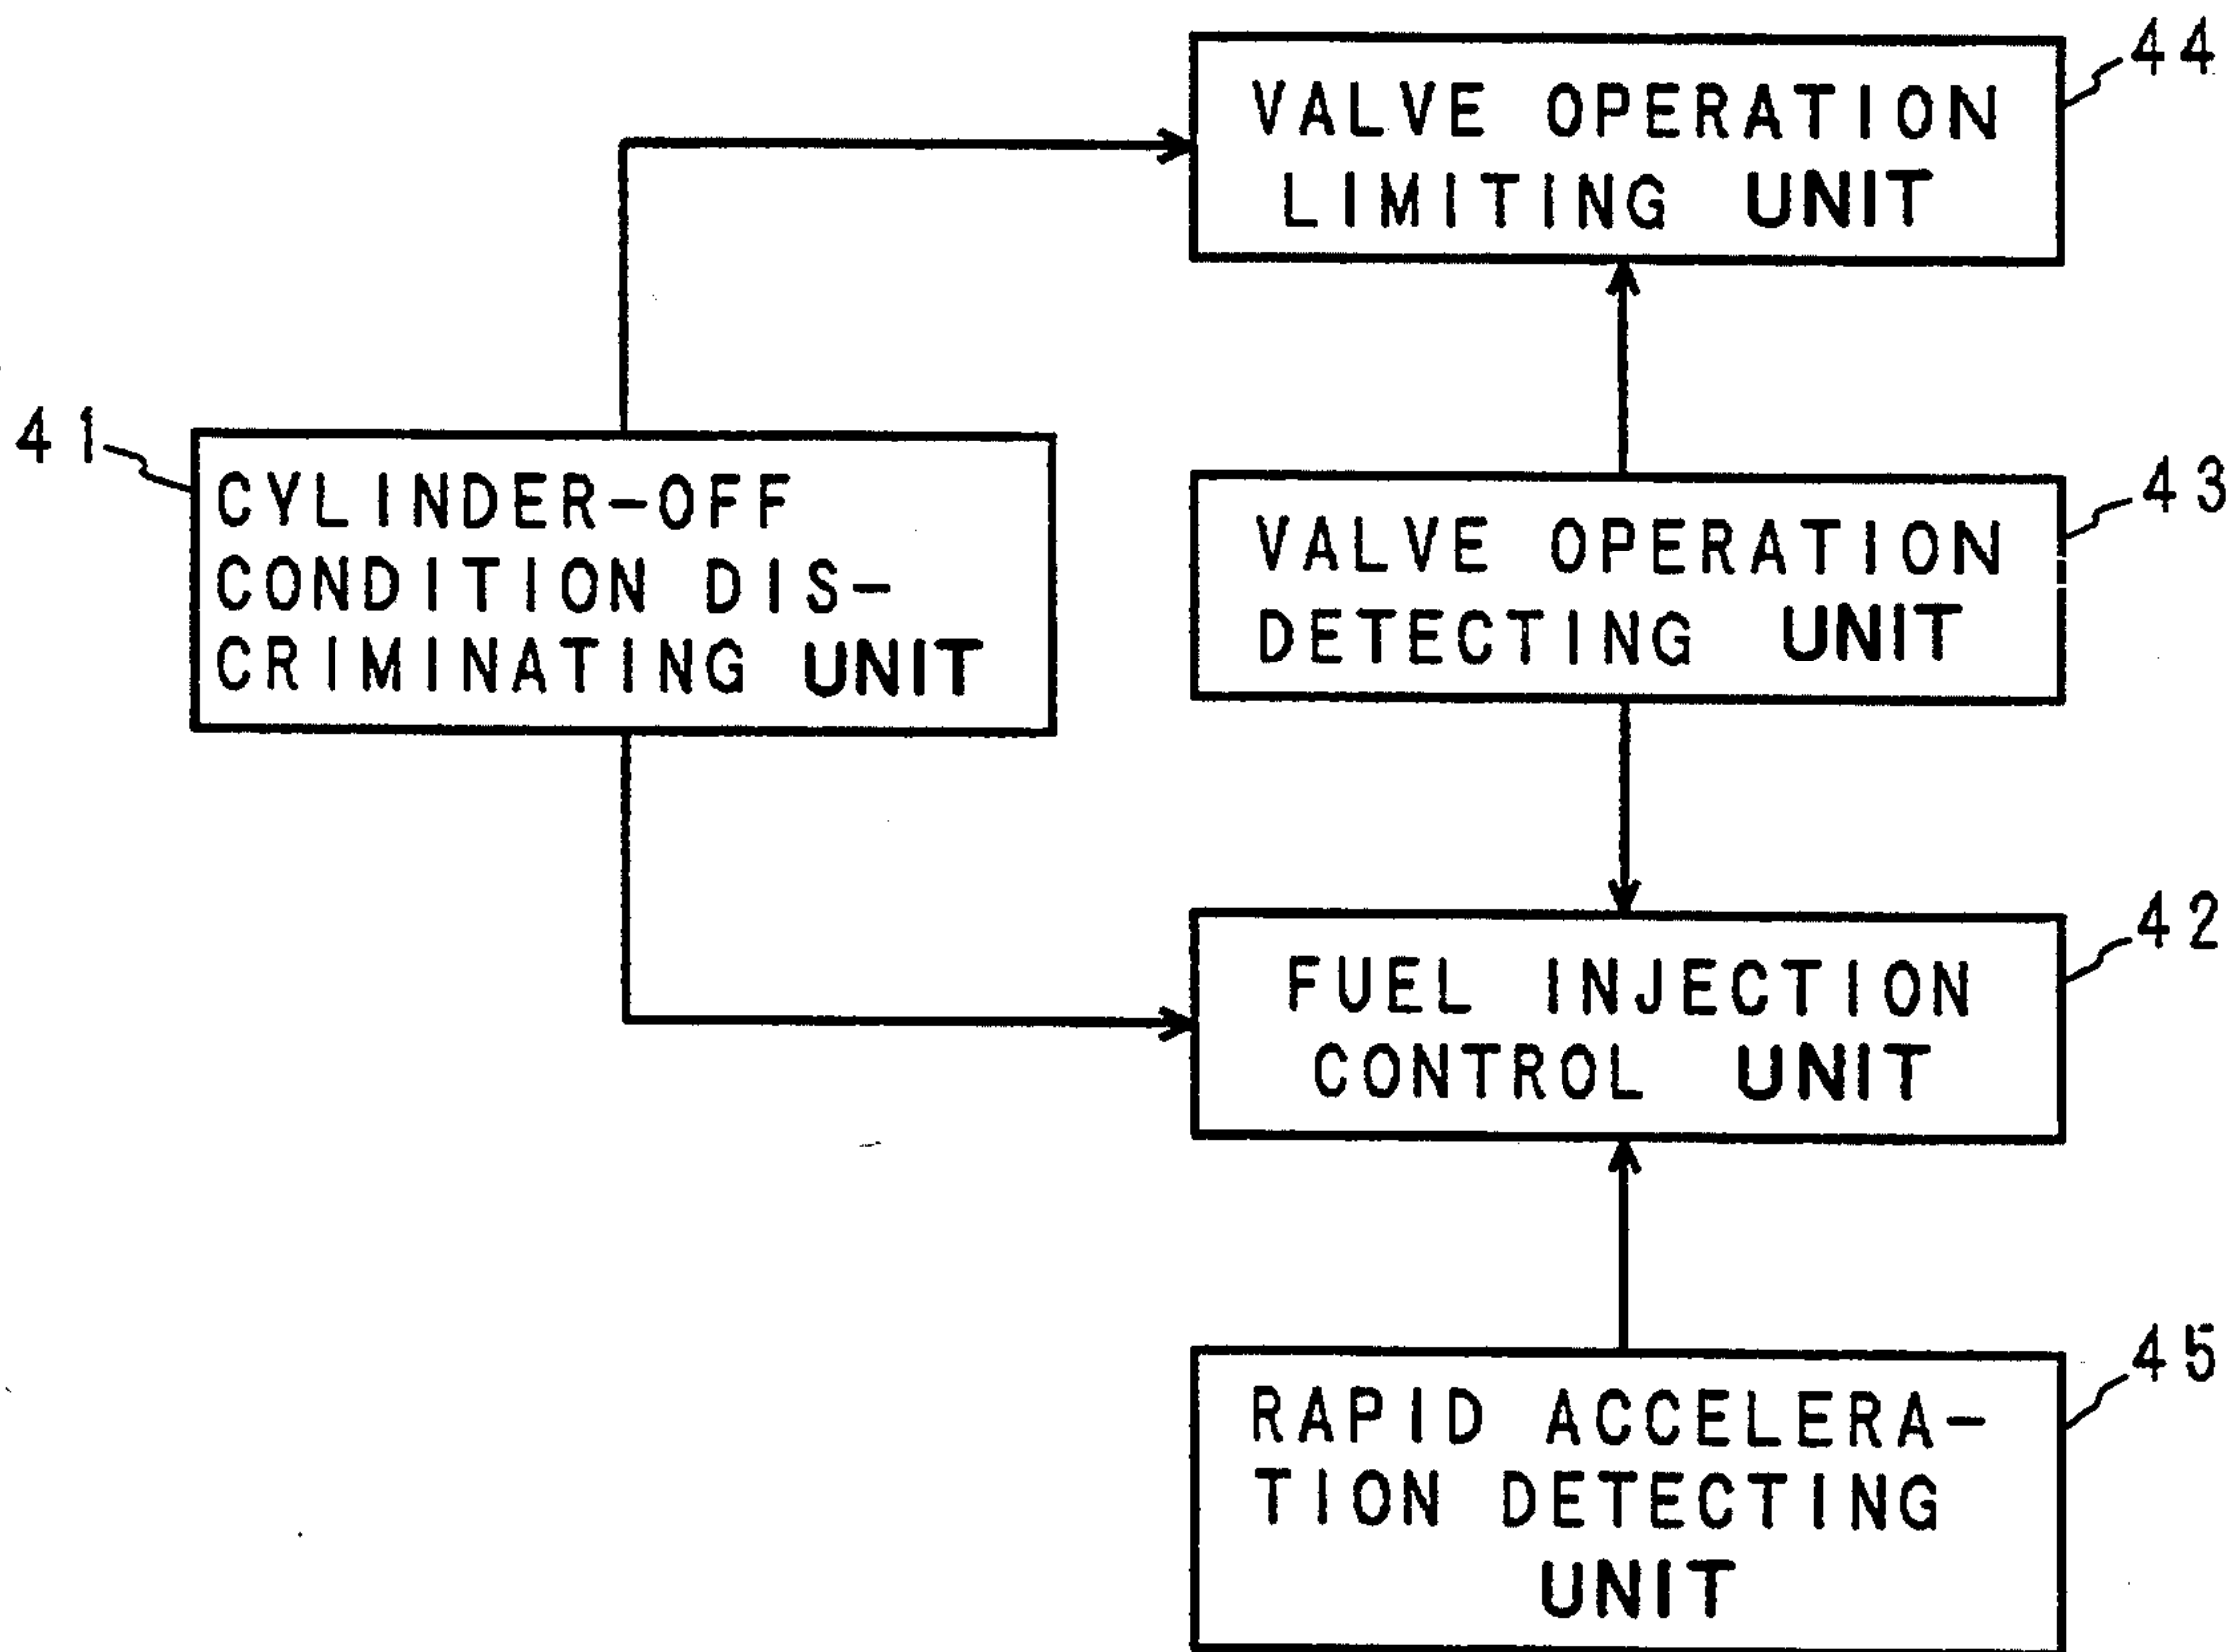 44
VALVE OPERATION
LIMITING UNIT
41
CYLINDER-OFF
CONDITION DIS-
CRIMINATING UNIT
43
VALVE OPERATION
DETECTING UNIT
42
FUEL INJECTION
CONTROL UNIT
45
RAPID ACCELERA-
TION DETECTING
UNIT